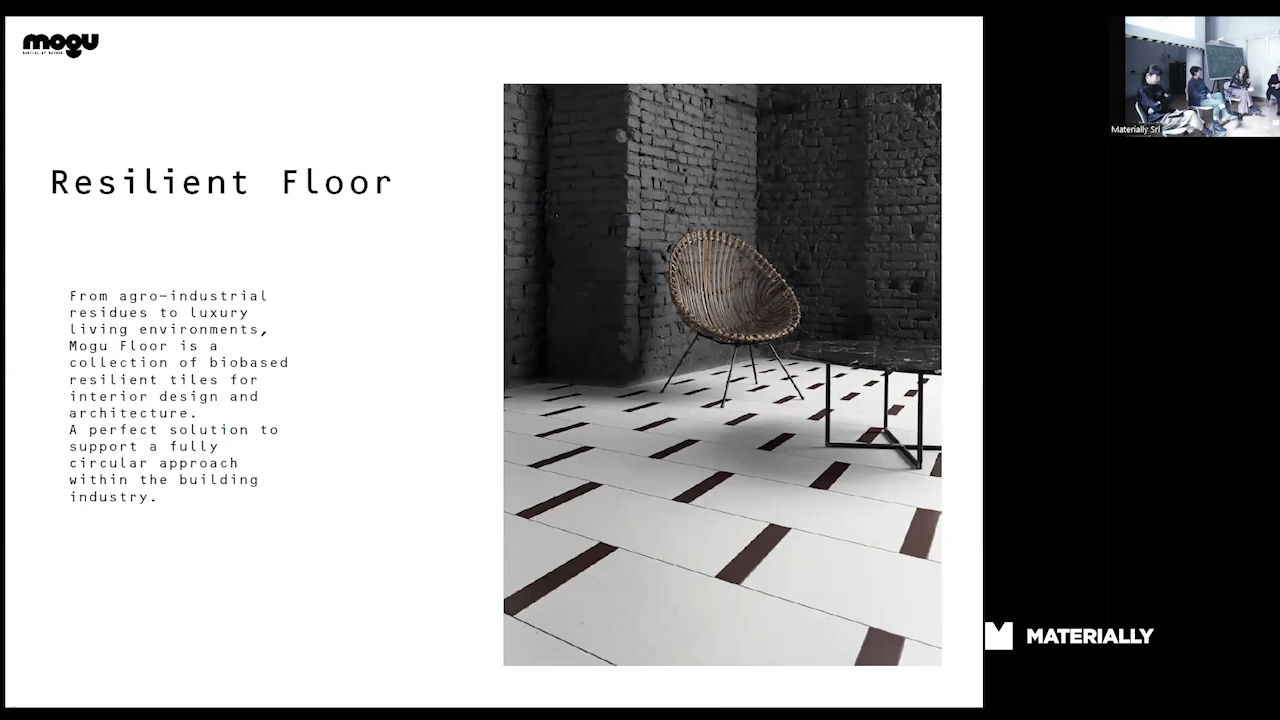 mogu
Resilient Floor
From agro-industrial
residues to luxury
living environments,
Mogu Floor is a
collection of biobased
resilient tiles for
interior design and
architecture.
A perfect solution to
support a fully
circular approach
within the building
industry.
Materially Srl
MATERIALLY